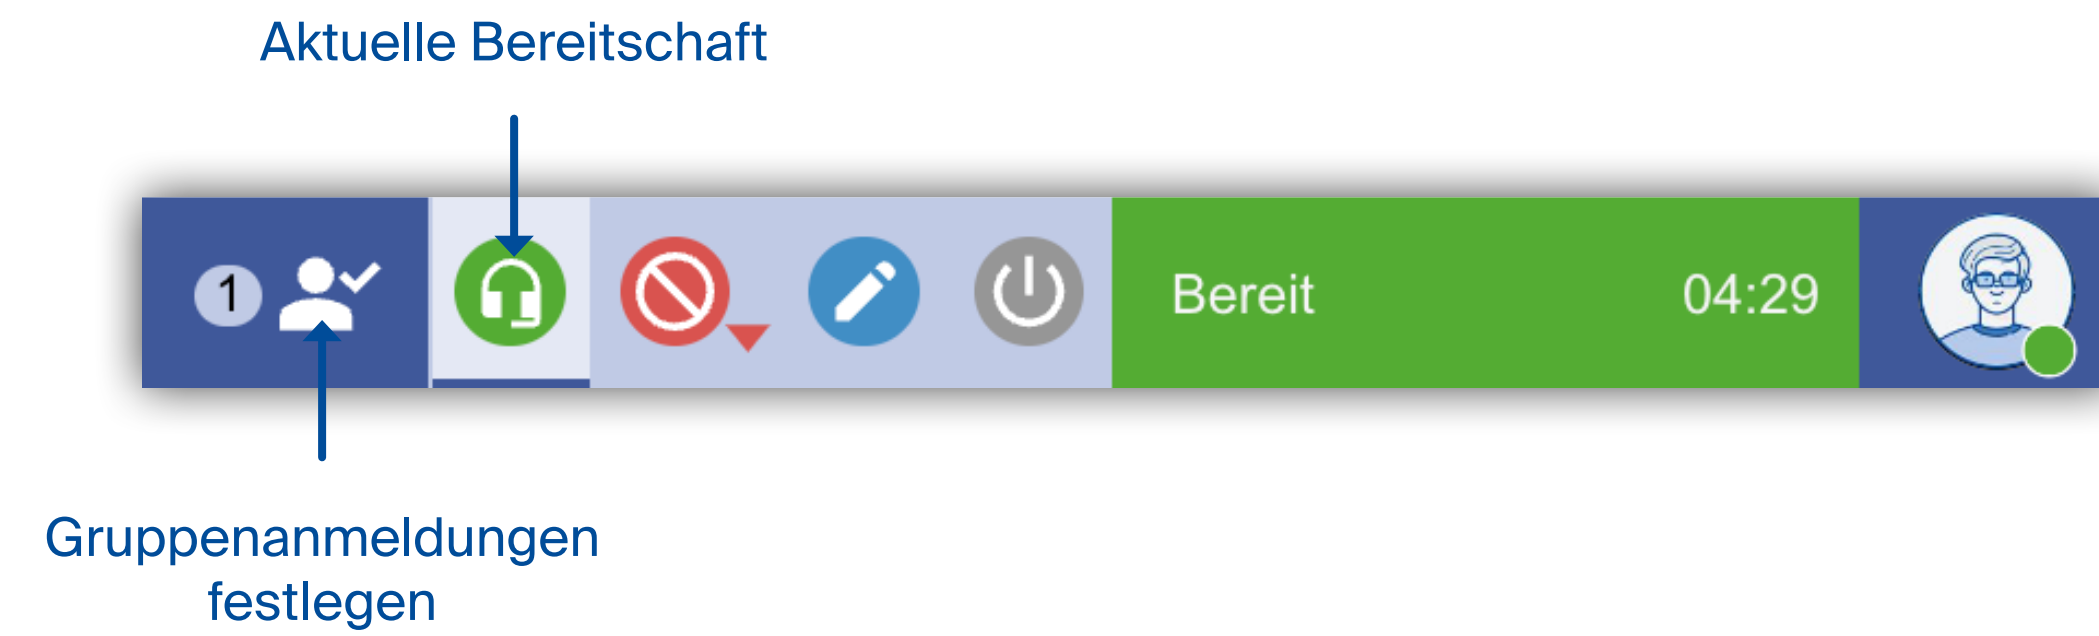 Aktuelle Bereitschaft
1 Bereit 04:29
Gruppenanmeldungen
festlegen